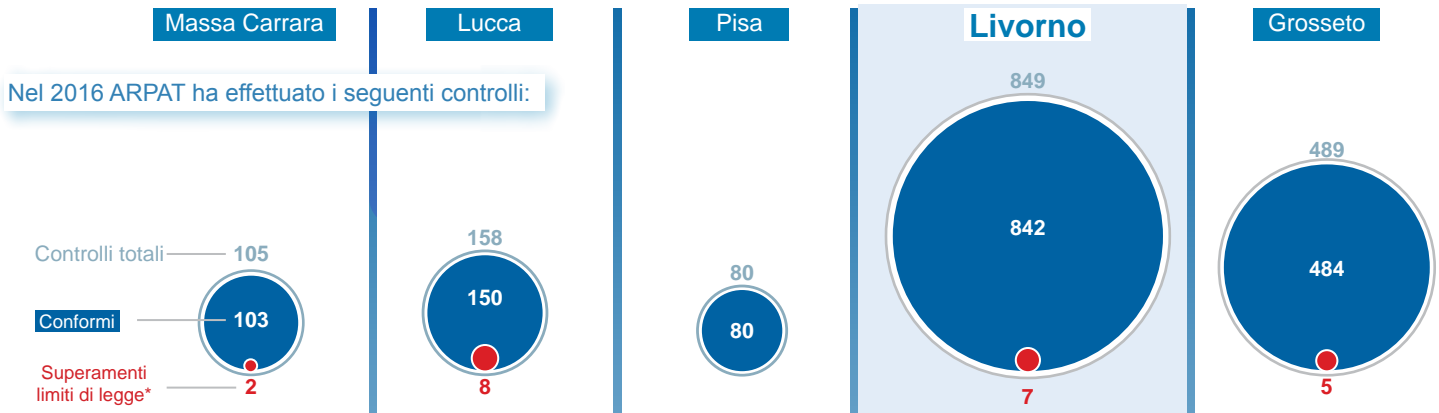 Massa Carrara
Lucca
Pisa
Livorno
Grosseto
Nel 2016 ARPAT ha effettuato i seguenti controlli:
Controlli totali
105
158
80
849
489
Conformi
103
150
80
842
484
Superamenti
limiti di legge*
2
8
7
5